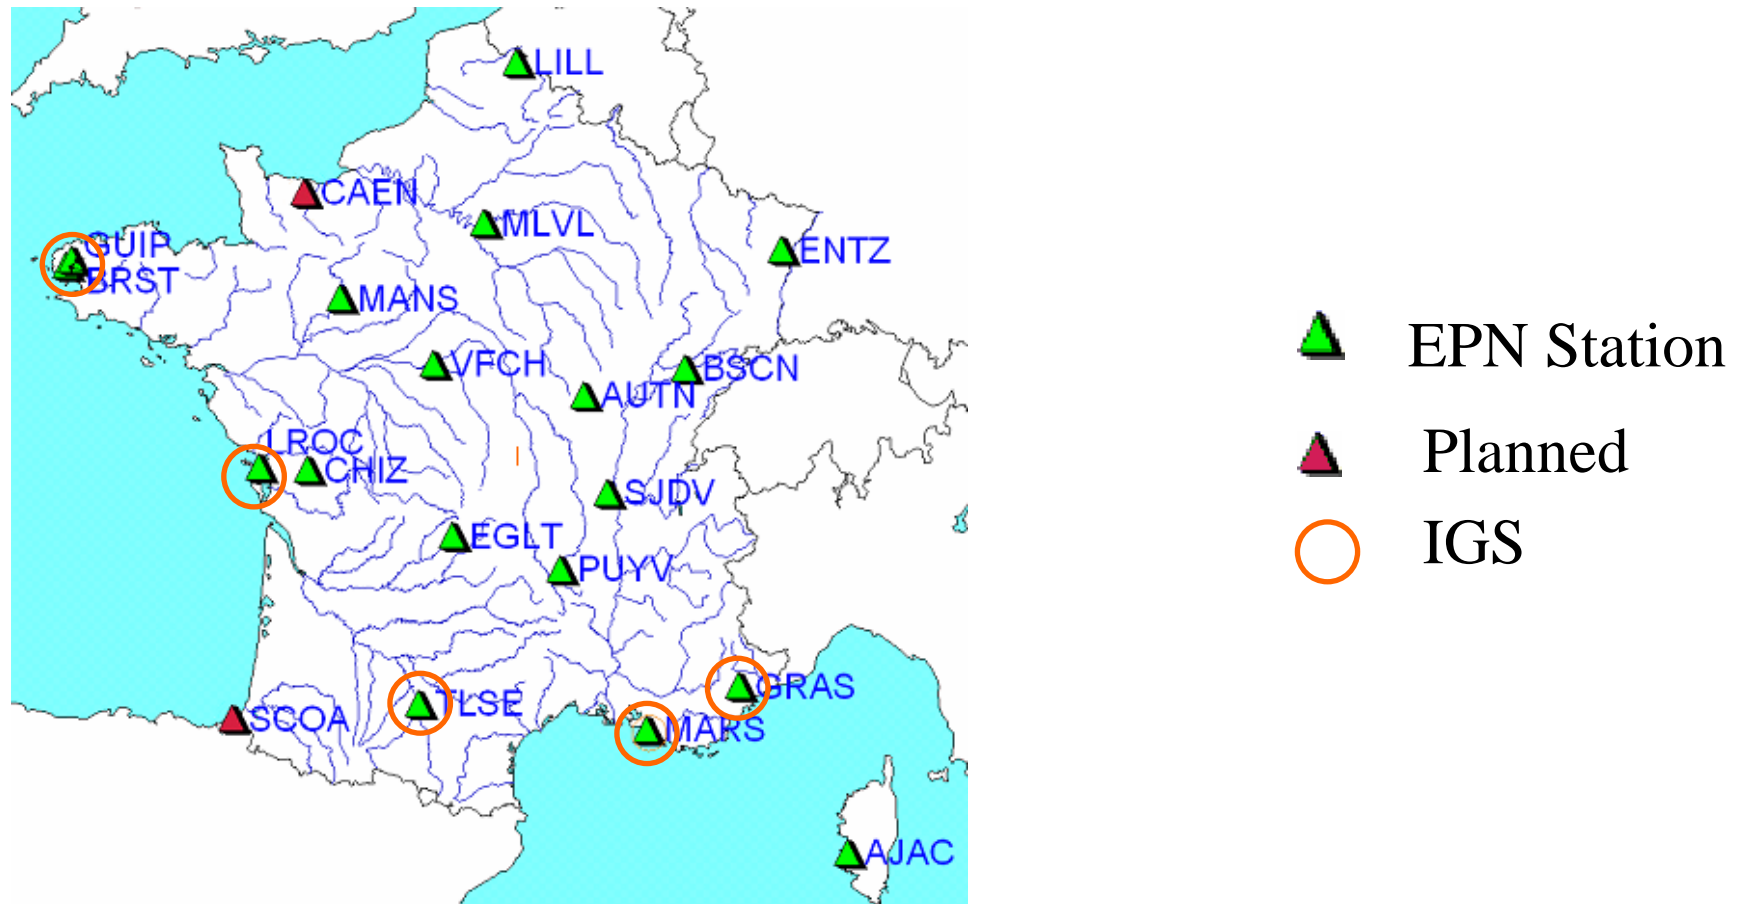 LILL
CAEN
MLVL
GUIP
ENTZ
BRST
MANS
VFCH
BSCN
AUTN
LROC
CHIZ
SJDV
EGLT
PUYV
GRAS
TLSE
SCOA
MARS
AJAC
EPN Station
Planned
IGS